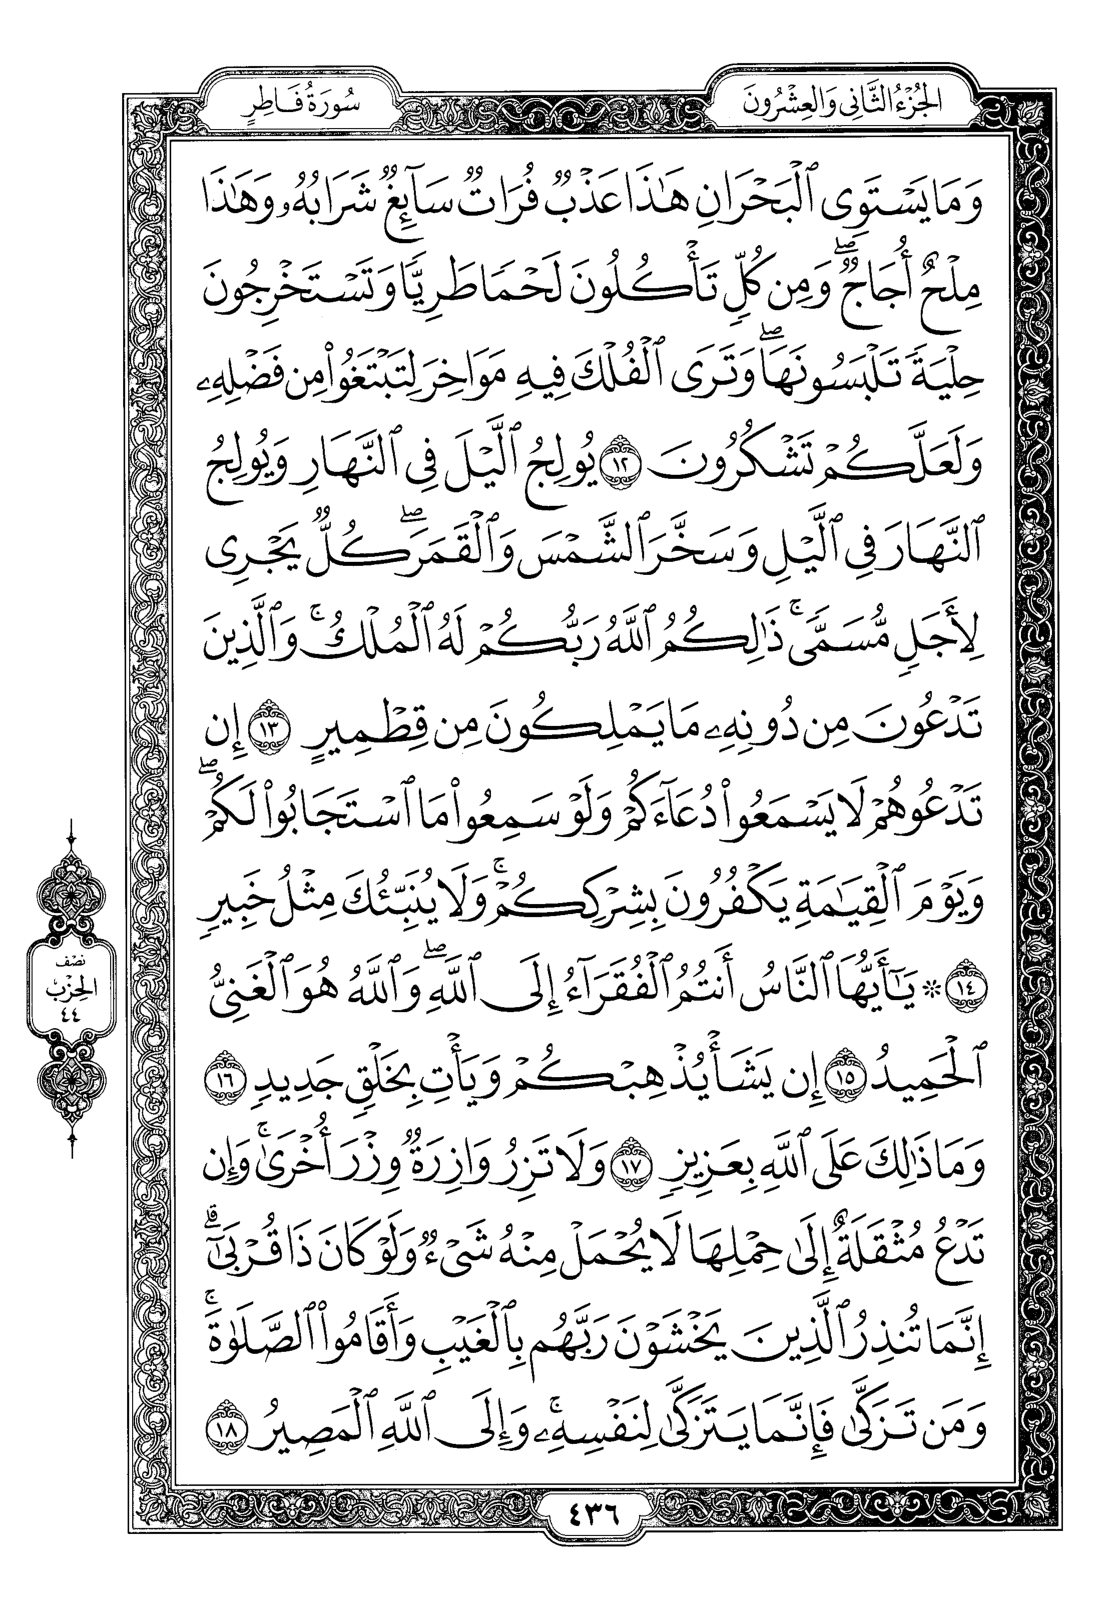 الجُزْءُ الثَّانِي وَالعِشْرُونَ
سُورَةُ فَاطِرٍ
وَمَا يَسْتَوِى ٱلْبَحْرَانِ هَـٰذَا عَذْبٌ فُرَاتٌ سَآئِغٌ شَرَابُهُۥ وَهَـٰذَا
مِلْحٌ أُجَاجٌ ۖ وَمِن كُلٍّ تَأْكُلُونَ لَحْمًا طَرِيًّا وَتَسْتَخْرِجُونَ
حِلْيَةً تَلْبَسُونَهَا ۖ وَتَرَى ٱلْفُلْكَ فِيهِ مَوَاخِرَ لِتَبْتَغُوا۟ مِن فَضْلِهِۦ
وَلَعَلَّكُمْ تَشْكُرُونَ ١٢ يُولِجُ ٱلَّيْلَ فِى ٱلنَّهَارِ وَيُولِجُ
ٱلنَّهَارَ فِى ٱلَّيْلِ وَسَخَّرَ ٱلشَّمْسَ وَٱلْقَمَرَ ۖ كُلٌّ يَجْرِى
لِأَجَلٍ مُّسَمًّى ۚ ذَٰلِكُمُ ٱللَّهُ رَبُّكُمْ لَهُ ٱلْمُلْكُ ۚ وَٱلَّذِينَ
تَدْعُونَ مِن دُونِهِۦ مَا يَمْلِكُونَ مِن قِطْمِيرٍ ١٣ إِن
تَدْعُوهُمْ لَا يَسْمَعُوا۟ دُعَآءَكُمْ وَلَوْ سَمِعُوا۟ مَا ٱسْتَجَابُوا۟ لَكُمْ ۖ
وَيَوْمَ ٱلْقِيَـٰمَةِ يَكْفُرُونَ بِشِرْكِكُمْ ۚ وَلَا يُنَبِّئُكَ مِثْلُ خَبِيرٍ
١٤ ۞ يَـٰٓأَيُّهَا ٱلنَّاسُ أَنتُمُ ٱلْفُقَرَآءُ إِلَى ٱللَّهِ ۖ وَٱللَّهُ هُوَ ٱلْغَنِىُّ
ٱلْحَمِيدُ ١٥ إِن يَشَأْ يُذْهِبْكُمْ وَيَأْتِ بِخَلْقٍ جَدِيدٍ ١٦
وَمَا ذَٰلِكَ عَلَى ٱللَّهِ بِعَزِيزٍ ١٧ وَلَا تَزِرُ وَازِرَةٌ وِزْرَ أُخْرَىٰ ۚ وَإِن
تَدْعُ مُثْقَلَةٌ إِلَىٰ حِمْلِهَا لَا يُحْمَلْ مِنْهُ شَىْءٌ وَلَوْ كَانَ ذَا قُرْبَىٰٓ ۗ
إِنَّمَا تُنذِرُ ٱلَّذِينَ يَخْشَوْنَ رَبَّهُم بِٱلْغَيْبِ وَأَقَامُوا۟ ٱلصَّلَوٰةَ ۚ
وَمَن تَزَكَّىٰ فَإِنَّمَا يَتَزَكَّىٰ لِنَفْسِهِۦ ۚ وَإِلَى ٱللَّهِ ٱلْمَصِيرُ ١٨
نصْف
الحِزْب
٤٤
٤٣٦